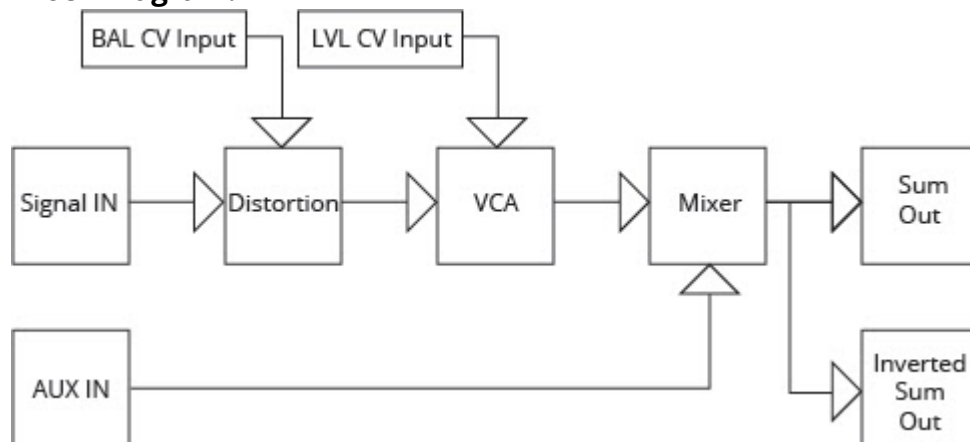 BAL CV Input
LVL CV Input
Signal IN
Distortion
VCA
Mixer
Sum
Out
AUX IN
Inverted
Sum
Out